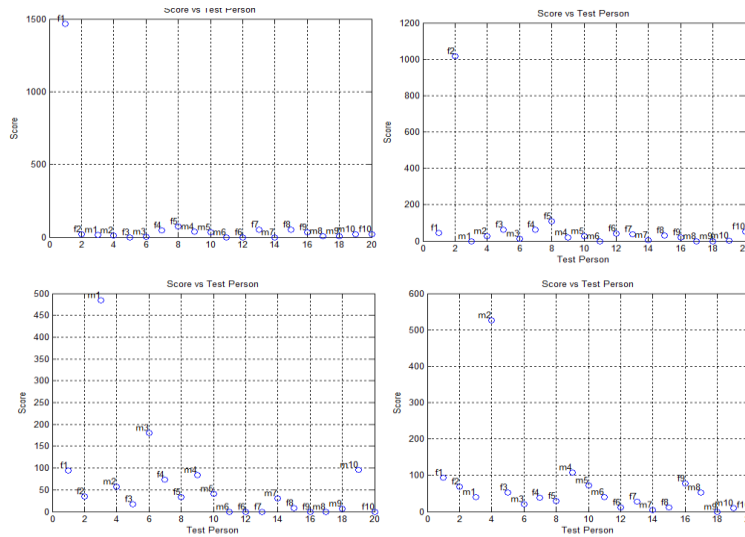 Score vs Test Person
1500
1000
500
0
Score
f1
f2
m1
m2
f3
m3
f4
f5
m4
m5
m6
f6
f7
m7
f8
f9
m8
m9
m10
f10
0 2 4 6 8 10 12 14 16 18 20
Test Person
Score vs Test Person
1200
1000
800
600
400
200
0
Score
f1
f2
m1
m2
f3
m3
f4
f5
m4
m5
m6
f6
f7
m7
f8
f9
m8
m9
m10
f10
0 2 4 6 8 10 12 14 16 18 20
Test Person
Score vs Test Person
500
450
400
350
300
250
200
150
100
50
0
Score
f1
f2
m1
m2
f3
m3
f4
f5
m4
m5
m6
f6
f7
m7
f8
f9
m8
m9
m10
f10
0 2 4 6 8 10 12 14 16 18 20
Test Person
Score vs Test Person
600
500
400
300
200
100
0
Score
f1
f2
m1
m2
f3
m3
f4
f5
m4
m5
m6
f6
f7
m7
f8
f9
m8
m9
m10
0 2 4 6 8 10 12 14 16 18
Test Person